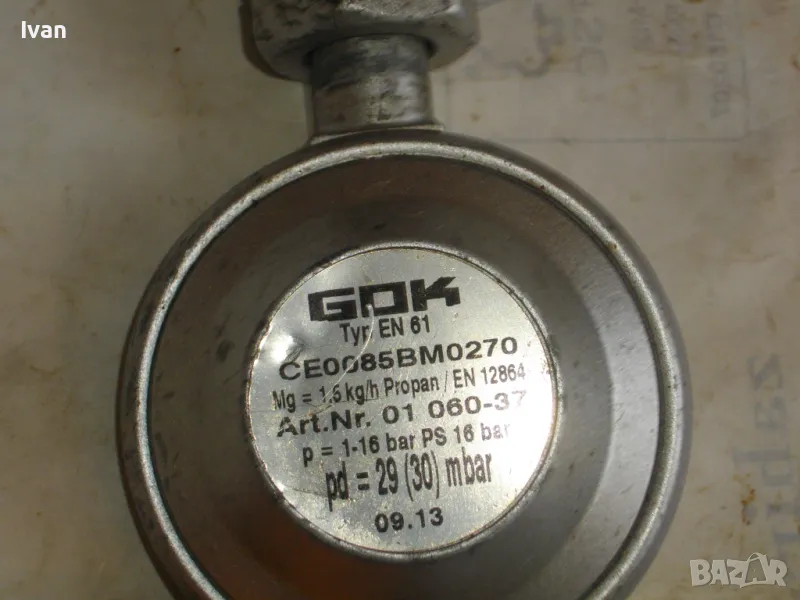 Ivan
GOK
Typ EN 61
CE0085BM0270
Mg = 1,5 kg/h Propan / EN 12864
Art.Nr. 01 060-37
p = 1-16 bar PS 16 bar
pd = 29 (30) mbar
09.13
BAZAR